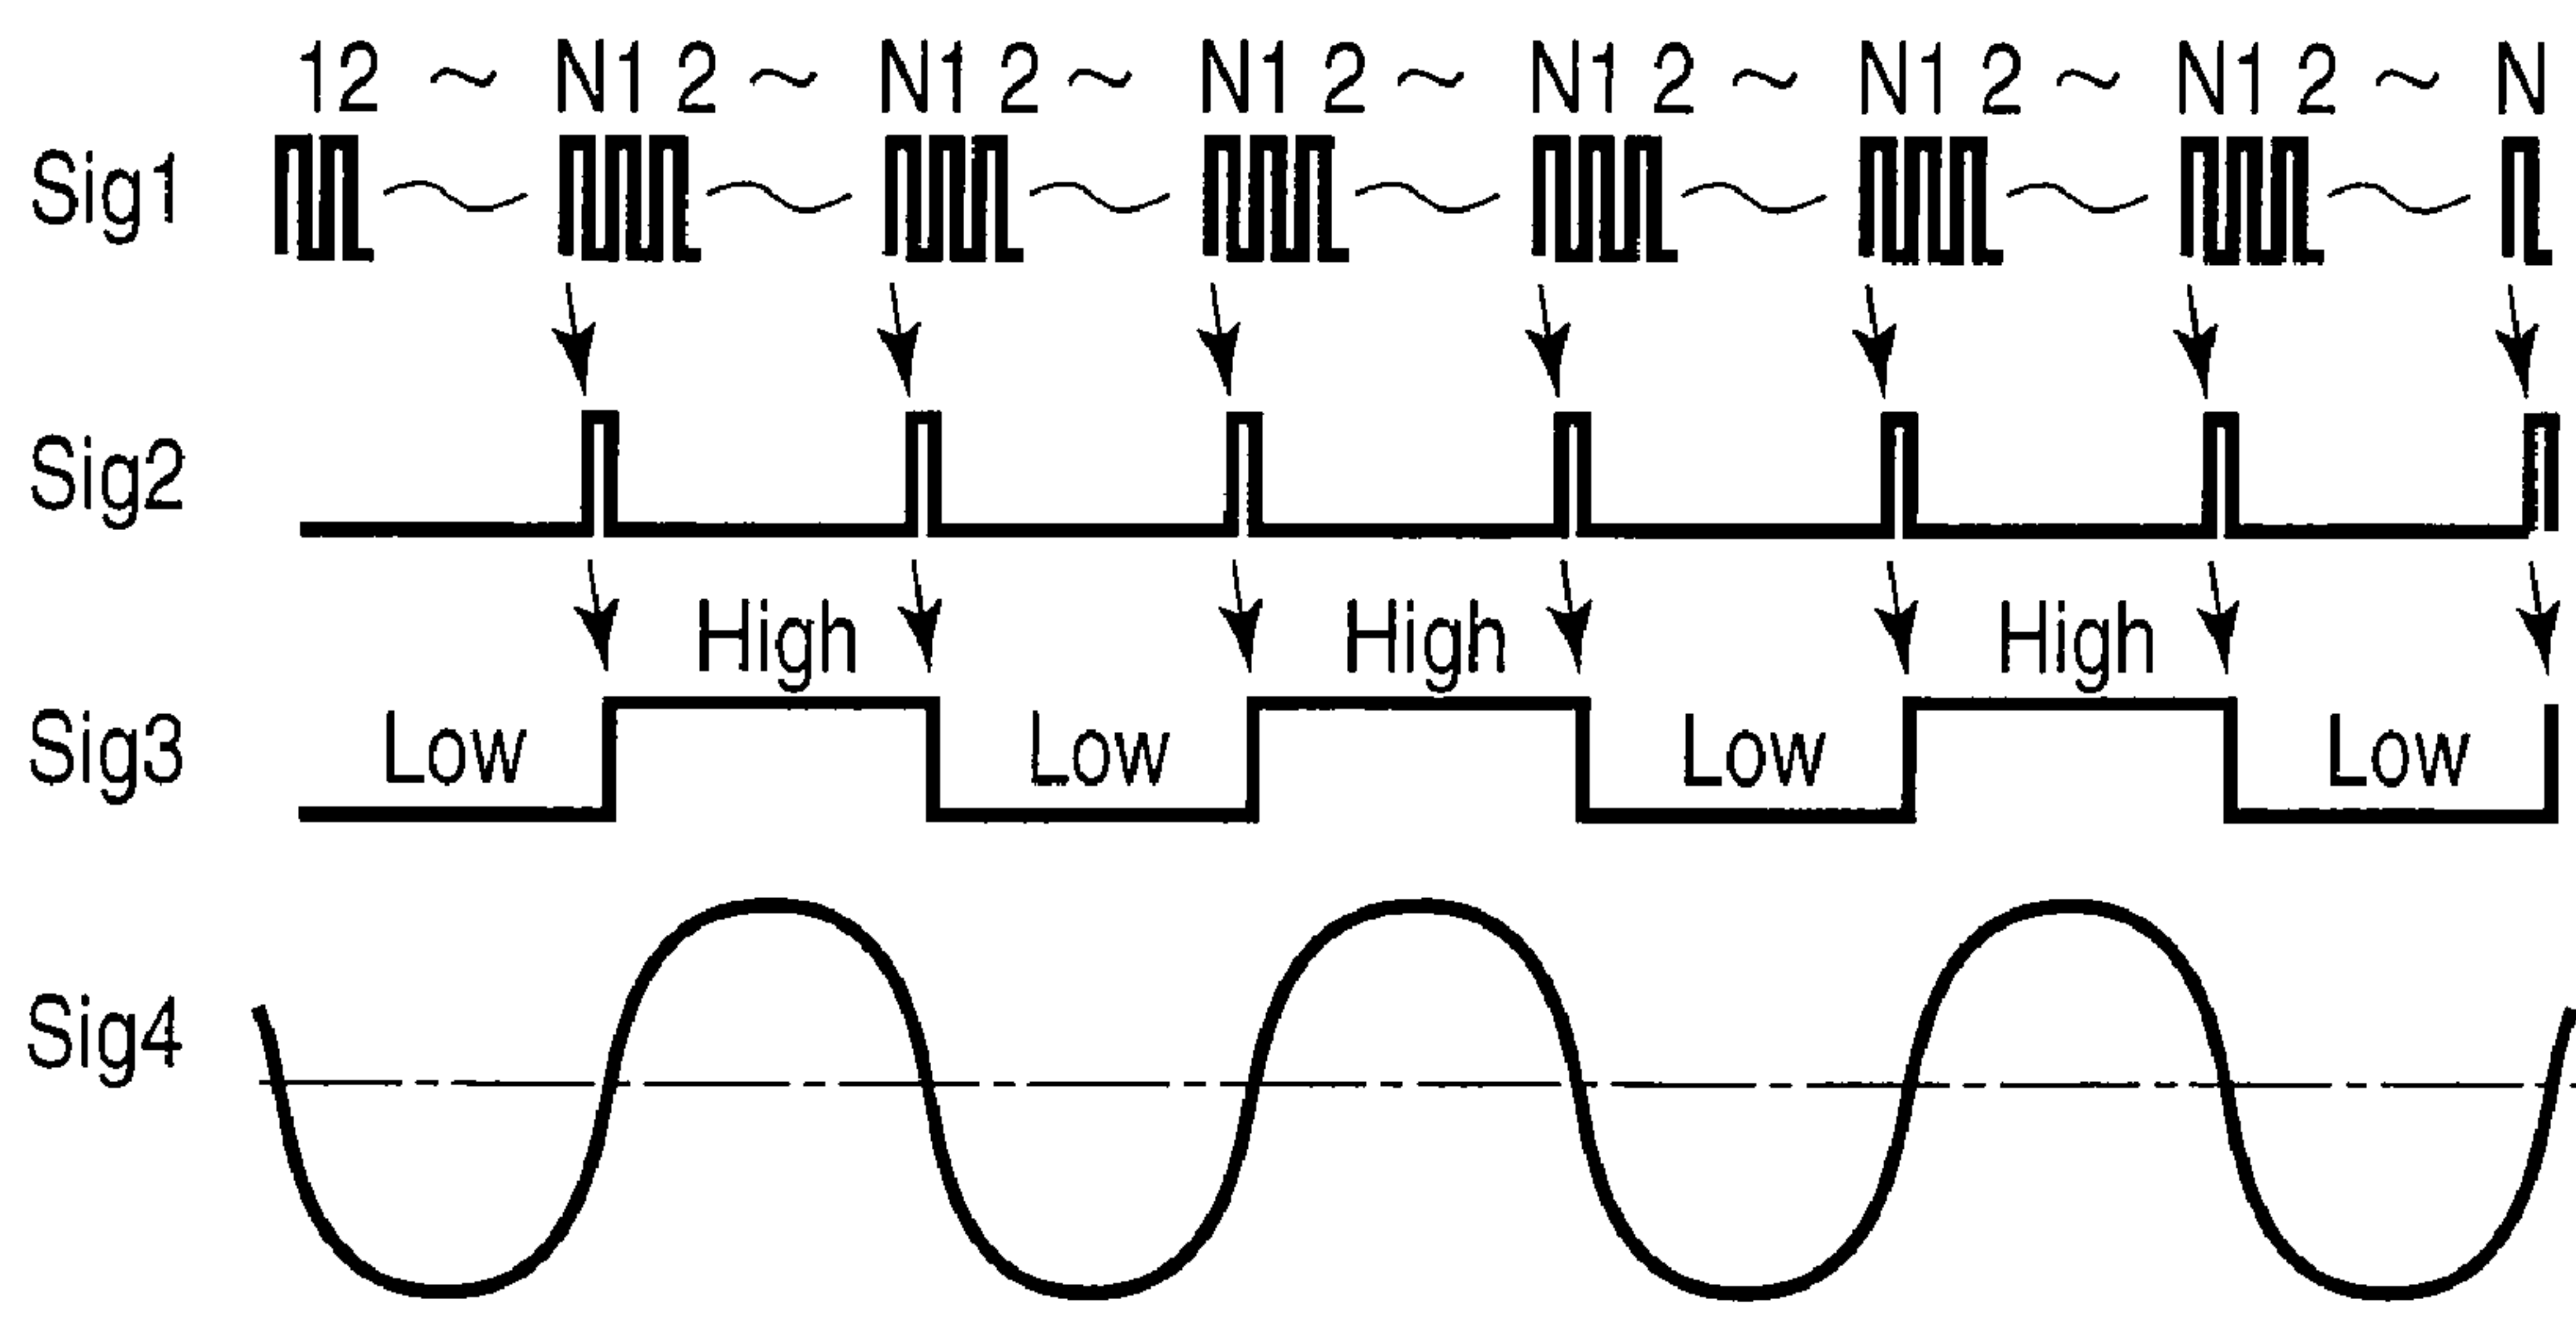 12 ~ N1 2 ~ N1 2 ~ N1 2 ~ N1 2 ~ N1 2 ~ N1 2 ~ N
Sig1
Sig2
High High High
Sig3 Low Low Low Low
Sig4